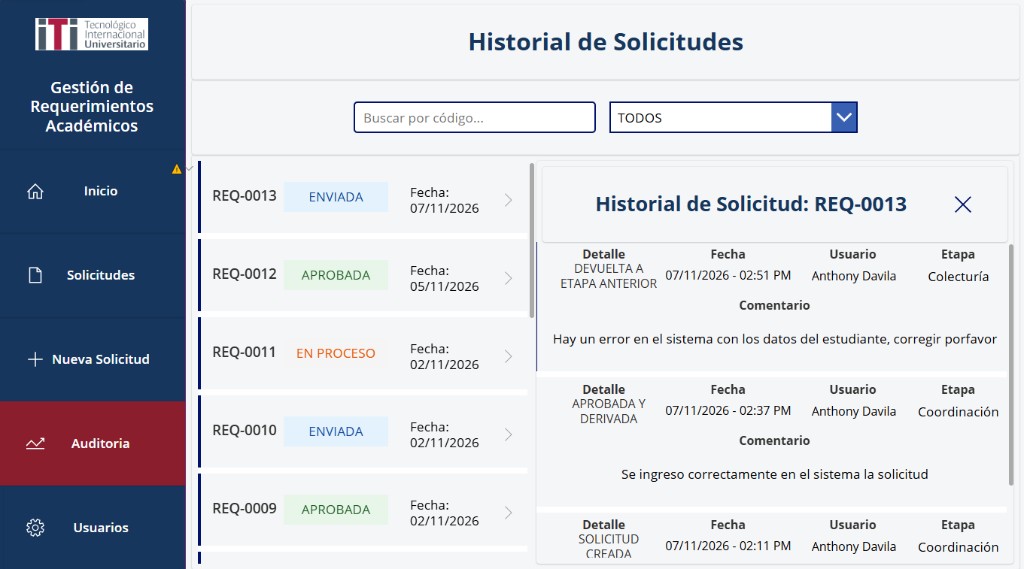 iTi Tecnológico
Internacional
Universitario
Gestión de
Requerimientos
Académicos
Inicio
Solicitudes
Nueva Solicitud
Auditoria
Usuarios
Historial de Solicitudes
Buscar por código...
TODOS
REQ-0013
ENVIADA
Fecha:
07/11/2026
REQ-0012
APROBADA
Fecha:
05/11/2026
REQ-0011
EN PROCESO
Fecha:
02/11/2026
REQ-0010
ENVIADA
Fecha:
02/11/2026
REQ-0009
APROBADA
Fecha:
02/11/2026
Historial de Solicitud: REQ-0013
Detalle Fecha Usuario Etapa
DEVUELTA A
ETAPA ANTERIOR
07/11/2026 - 02:51 PM Anthony Davila Colecturía
Comentario
Hay un error en el sistema con los datos del estudiante, corregir porfavor
Detalle Fecha Usuario Etapa
APROBADA Y
DERIVADA
07/11/2026 - 02:37 PM Anthony Davila Coordinación
Comentario
Se ingreso correctamente en el sistema la solicitud
Detalle Fecha Usuario Etapa
SOLICITUD
CREADA
07/11/2026 - 02:11 PM Anthony Davila Coordinación